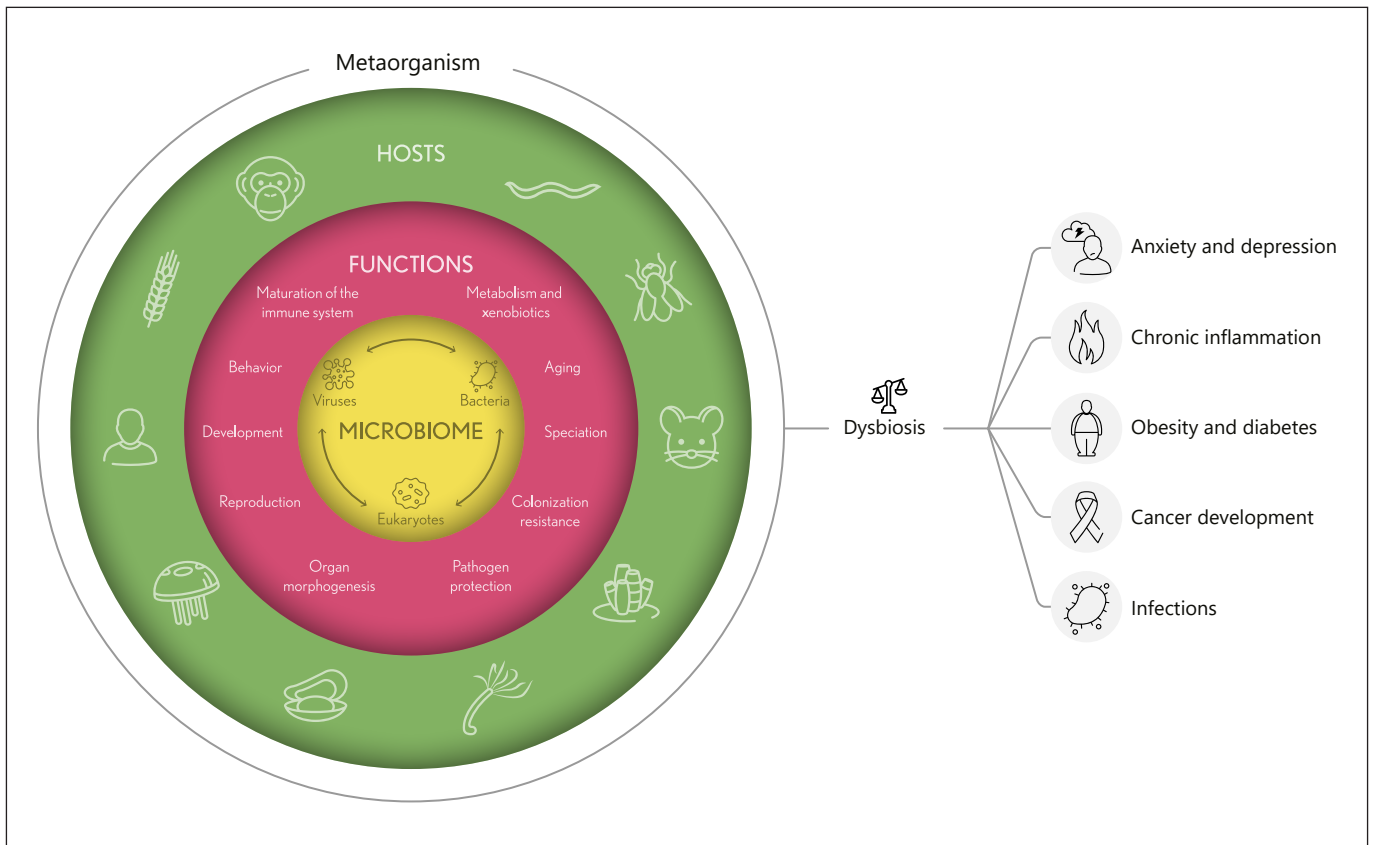 Metaorganism
HOSTS
FUNCTIONS
Maturation of the
immune system
Metabolism and
xenobiotics
Behavior
Aging
Development
Speciation
Reproduction
Colonization
resistance
Organ
morphogenesis
Pathogen
protection
Viruses
Bacteria
MICROBIOME
Eukaryotes
Dysbiosis
Anxiety and depression
Chronic inflammation
Obesity and diabetes
Cancer development
Infections